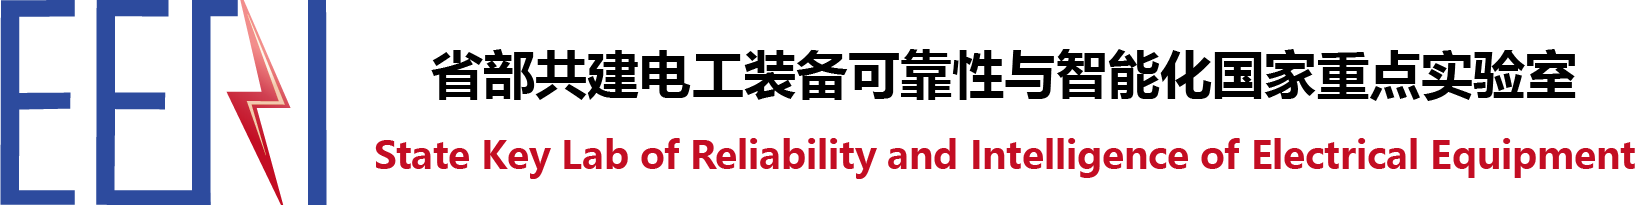 EERI
省部共建电工装备可靠性与智能化国家重点实验室
State Key Lab of Reliability and Intelligence of Electrical Equipment